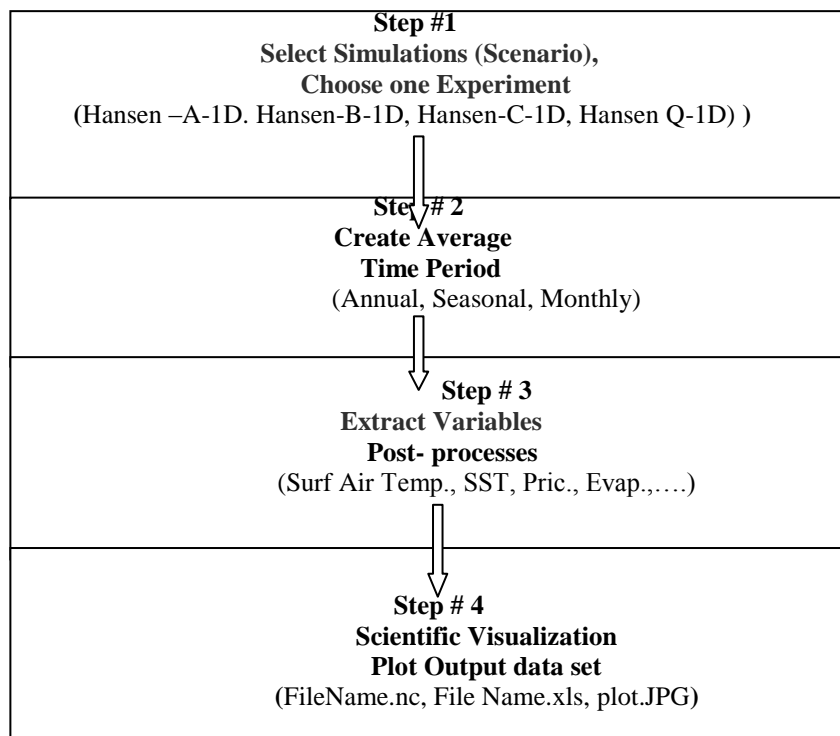 Step #1
Select Simulations (Scenario),
Choose one Experiment
(Hansen –A-1D. Hansen-B-1D, Hansen-C-1D, Hansen Q-1D) )
Step # 2
Create Average
Time Period
(Annual, Seasonal, Monthly)
Step # 3
Extract Variables
Post- processes
(Surf Air Temp., SST, Pric., Evap.,….)
Step # 4
Scientific Visualization
Plot Output data set
(FileName.nc, File Name.xls, plot.JPG)